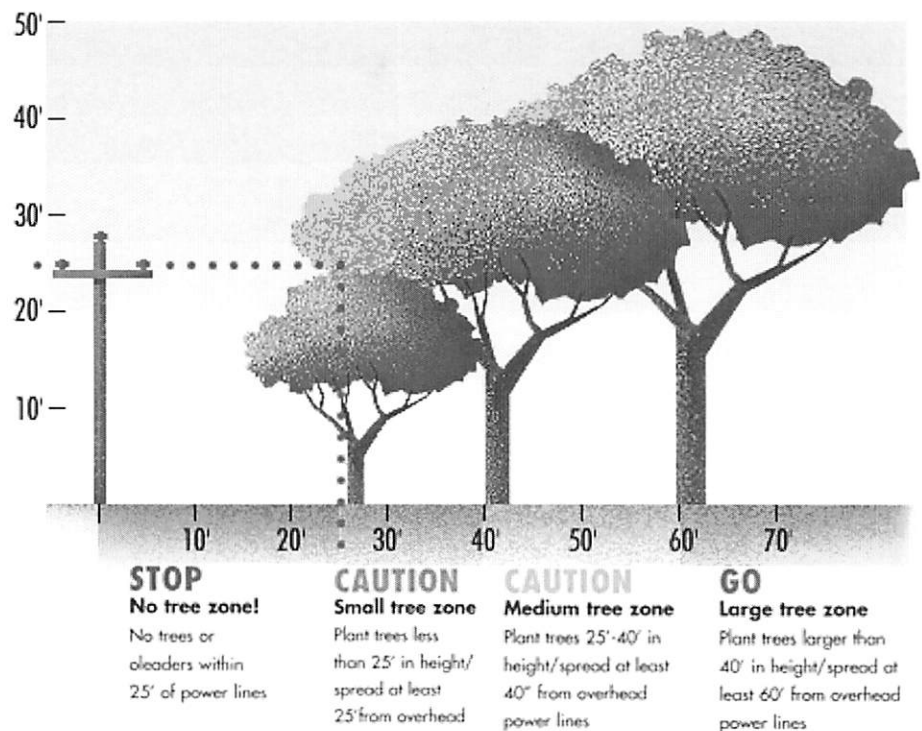 50'
40'
30'
20'
10'
10' 20' 30' 40' 50' 60' 70'
STOP
No tree zone!
No trees or
oleaders within
25' of power lines
CAUTION
Small tree zone
Plant trees less
than 25' in height/
spread at least
25'from overhead
CAUTION
Medium tree zone
Plant trees 25'-40' in
height/spread at least
40" from overhead
power lines
GO
Large tree zone
Plant trees larger than
40' in height/spread at
least 60' from overhead
power lines